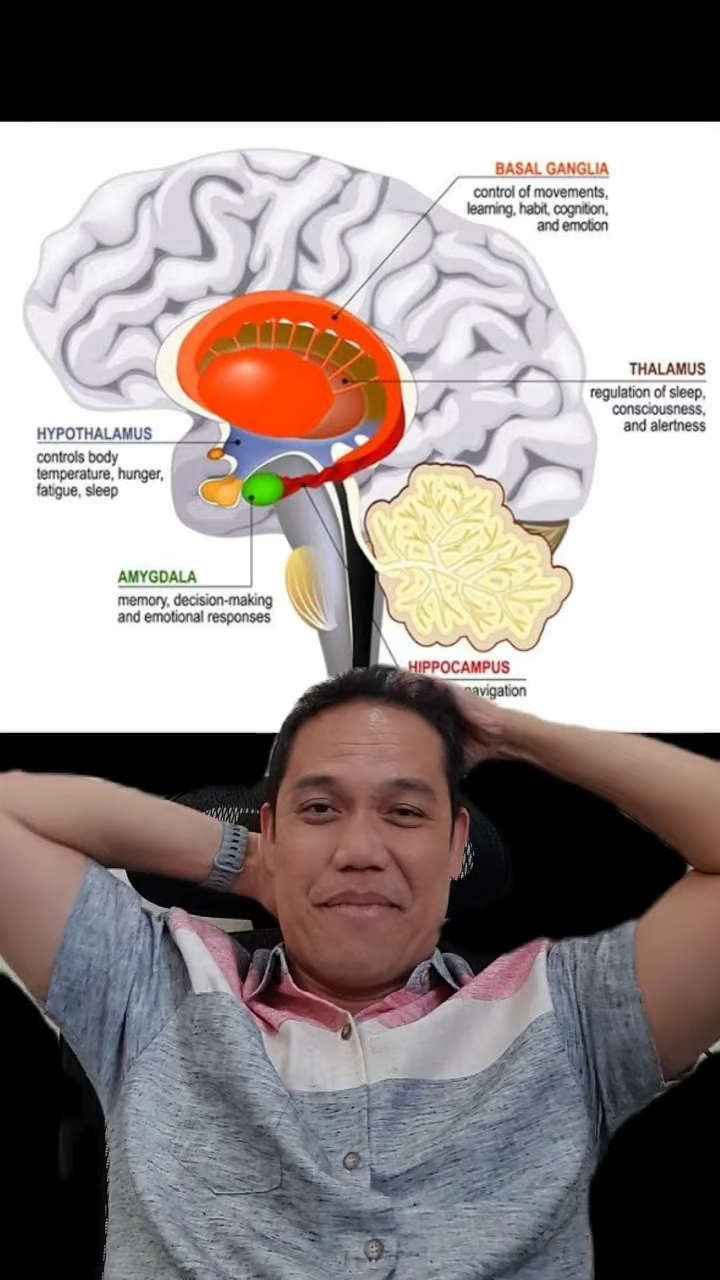 BASAL GANGLIA
control of movements,
learning, habit, cognition,
and emotion
THALAMUS
regulation of sleep,
consciousness,
and alertness
HYPOTHALAMUS
controls body
temperature, hunger,
fatigue, sleep
AMYGDALA
memory, decision-making
and emotional responses
HIPPOCAMPUS
navigation